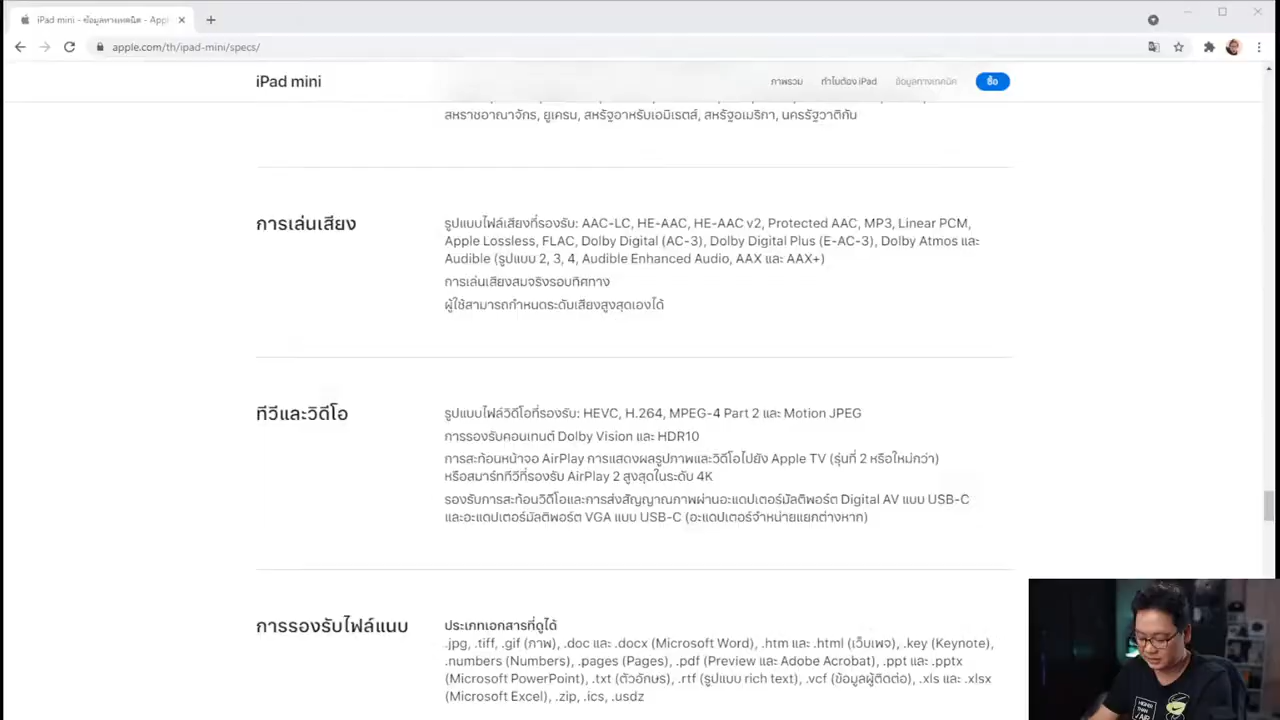 iPad mini - ข้อมูลทางเทคนิค - App
apple.com/th/ipad-mini/specs/
iPad mini
ภาพรวม
ทำไมต้อง iPad
ข้อมูลทางเทคนิค
ซื้อ
สหราชอาณาจักร, ยูเครน, สหรัฐอาหรับเอมิเรตส์, สหรัฐอเมริกา, นครรัฐวาติกัน
การเล่นเสียง
รูปแบบไฟล์เสียงที่รองรับ: AAC-LC, HE-AAC, HE-AAC v2, Protected AAC, MP3, Linear PCM,
Apple Lossless, FLAC, Dolby Digital (AC-3), Dolby Digital Plus (E-AC-3), Dolby Atmos และ
Audible (รูปแบบ 2, 3, 4, Audible Enhanced Audio, AAX และ AAX+)
การเล่นเสียงสมจริงรอบทิศทาง
ผู้ใช้สามารถกำหนดระดับเสียงสูงสุดเองได้
ทีวีและวิดีโอ
รูปแบบไฟล์วิดีโอที่รองรับ: HEVC, H.264, MPEG-4 Part 2 และ Motion JPEG
การรองรับคอนเทนต์ Dolby Vision และ HDR10
การสะท้อนหน้าจอ AirPlay การแสดงผลรูปภาพและวิดีโอไปยัง Apple TV (รุ่นที่ 2 หรือใหม่กว่า)
หรือสมาร์ททีวีที่รองรับ AirPlay 2 สูงสุดในระดับ 4K
รองรับการสะท้อนวิดีโอและการส่งสัญญาณภาพผ่านอะแดปเตอร์มัลติพอร์ต Digital AV แบบ USB-C
และอะแดปเตอร์มัลติพอร์ต VGA แบบ USB-C (อะแดปเตอร์จำหน่ายแยกต่างหาก)
การรองรับไฟล์แนบ
ประเภทเอกสารที่ดูได้
.jpg, .tiff, .gif (ภาพ), .doc และ .docx (Microsoft Word), .htm และ .html (เว็บเพจ), .key (Keynote),
.numbers (Numbers), .pages (Pages), .pdf (Preview และ Adobe Acrobat), .ppt และ .pptx
(Microsoft PowerPoint), .txt (ตัวอักษร), .rtf (รูปแบบ rich text), .vcf (ข้อมูลผู้ติดต่อ), .xls และ .xlsx
(Microsoft Excel), .zip, .ics, .usdz
HIGHER
THAN
AIR